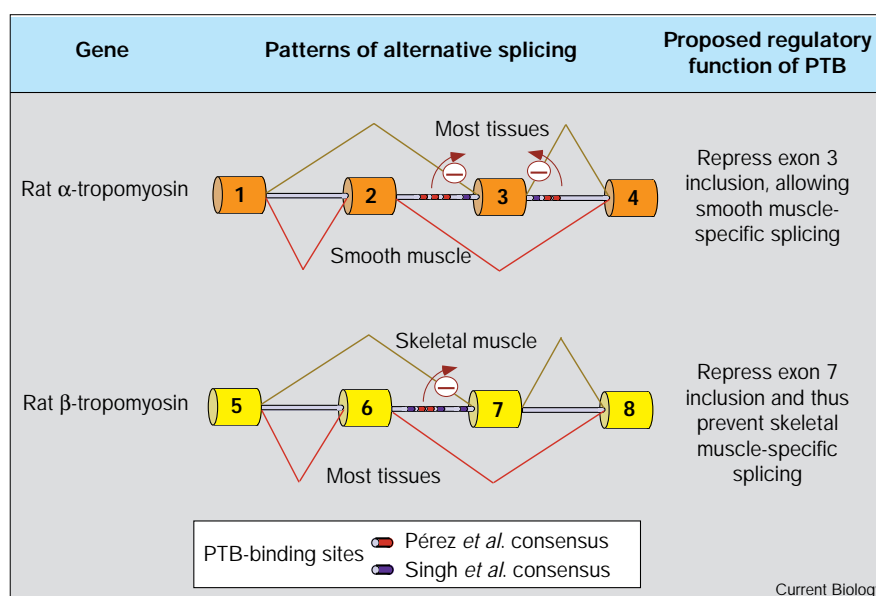 Gene
Patterns of alternative splicing
Proposed regulatory
function of PTB
Most tissues
Rat α-tropomyosin
1
2
3
4
Smooth muscle
Repress exon 3
inclusion, allowing
smooth muscle-
specific splicing
Skeletal muscle
Rat β-tropomyosin
5
6
7
8
Most tissues
Repress exon 7
inclusion and thus
prevent skeletal
muscle-specific
splicing
PTB-binding sites
Pérez et al. consensus
Singh et al. consensus
Current Biology